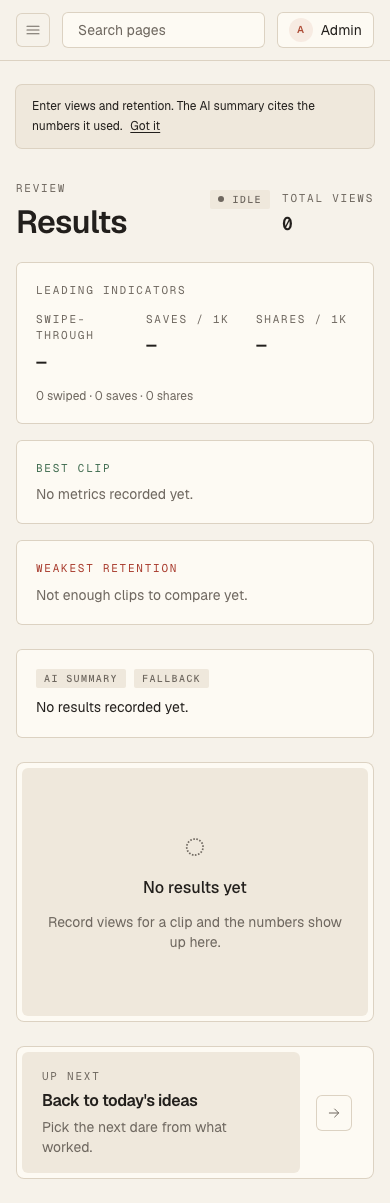 Search pages
A Admin
Enter views and retention. The AI summary cites the
numbers it used. Got it
REVIEW
Results
IDLE
TOTAL VIEWS
0
LEADING INDICATORS
SWIPE-
THROUGH
—
SAVES / 1K
—
SHARES / 1K
—
0 swiped · 0 saves · 0 shares
BEST CLIP
No metrics recorded yet.
WEAKEST RETENTION
Not enough clips to compare yet.
AI SUMMARY FALLBACK
No results recorded yet.
No results yet
Record views for a clip and the numbers show
up here.
UP NEXT
Back to today's ideas
Pick the next dare from what
worked.